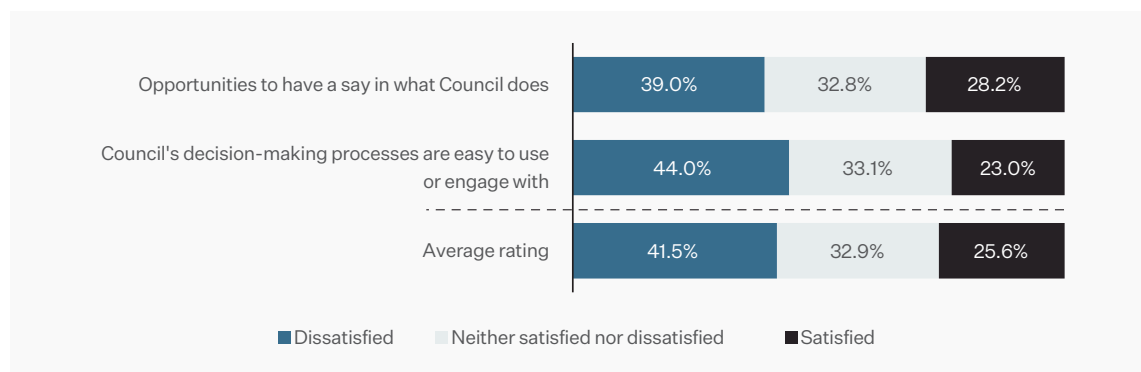 Opportunities to have a say in what Council does
39.0%
32.8%
28.2%
Council's decision-making processes are easy to use
or engage with
44.0%
33.1%
23.0%
Average rating
41.5%
32.9%
25.6%
Dissatisfied
Neither satisfied nor dissatisfied
Satisfied